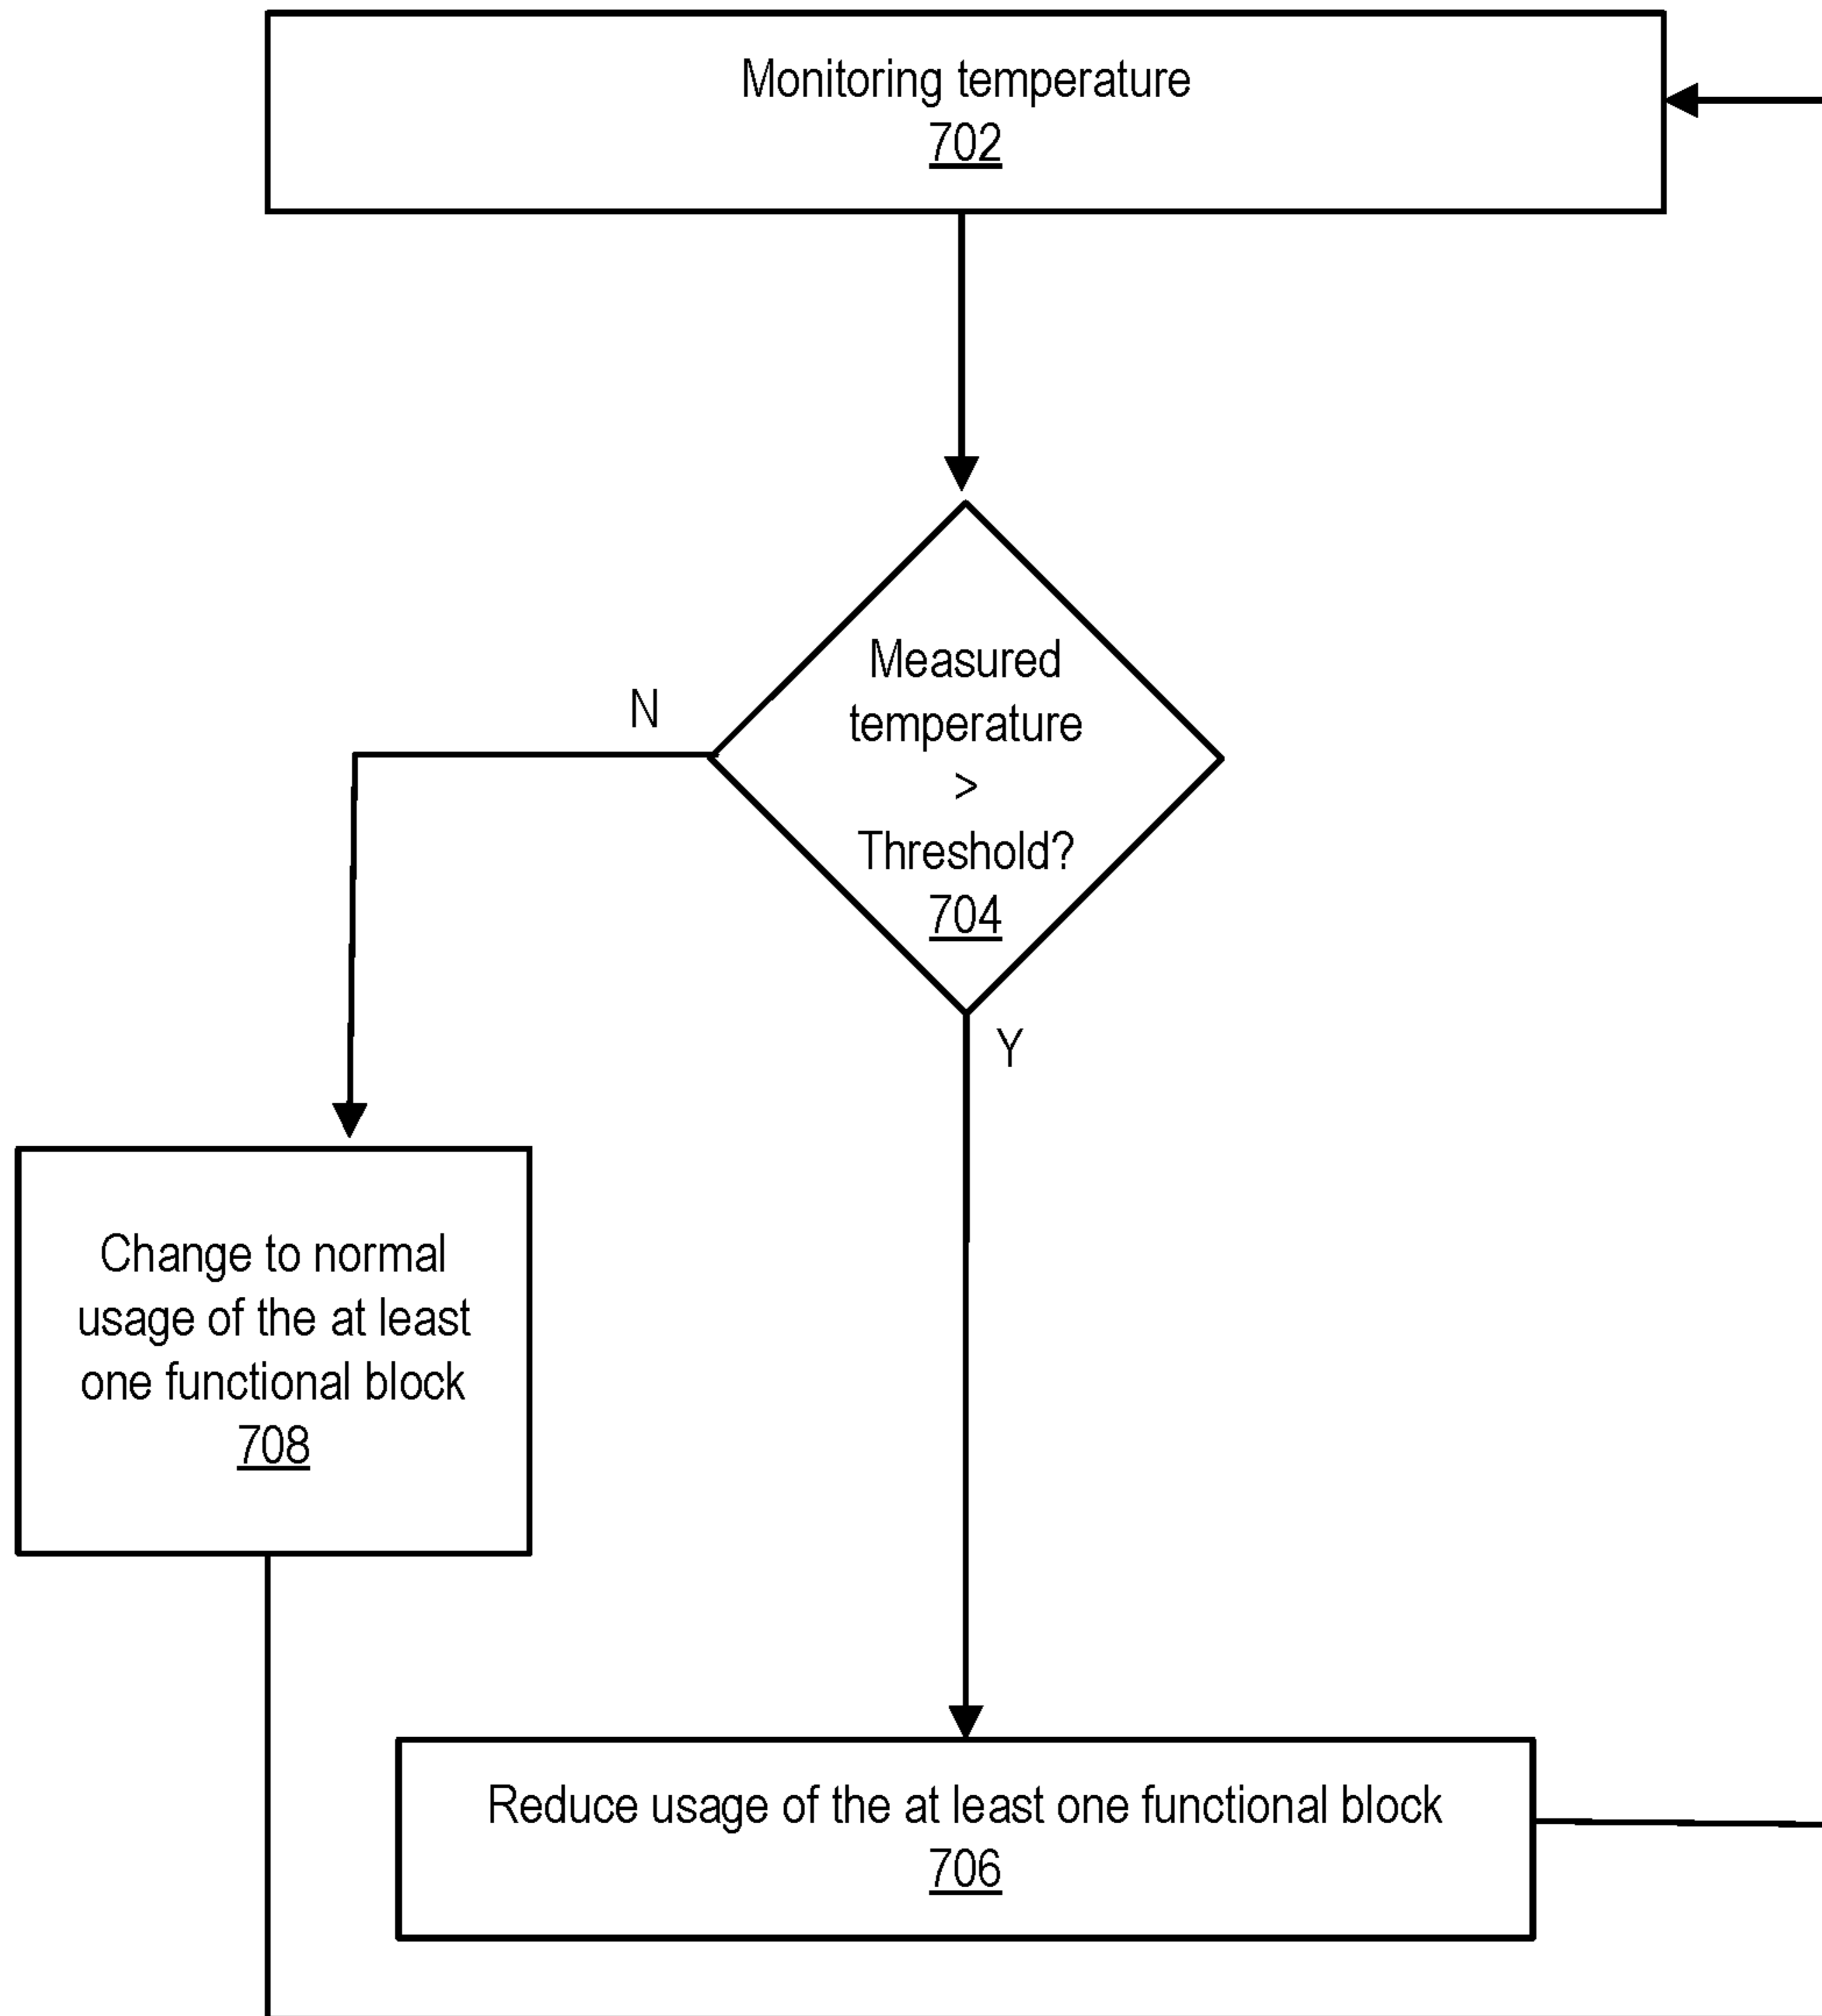 Monitoring temperature
702
Measured
temperature
>
Threshold?
704
N
Y
Change to normal
usage of the at least
one functional block
708
Reduce usage of the at least one functional block
706